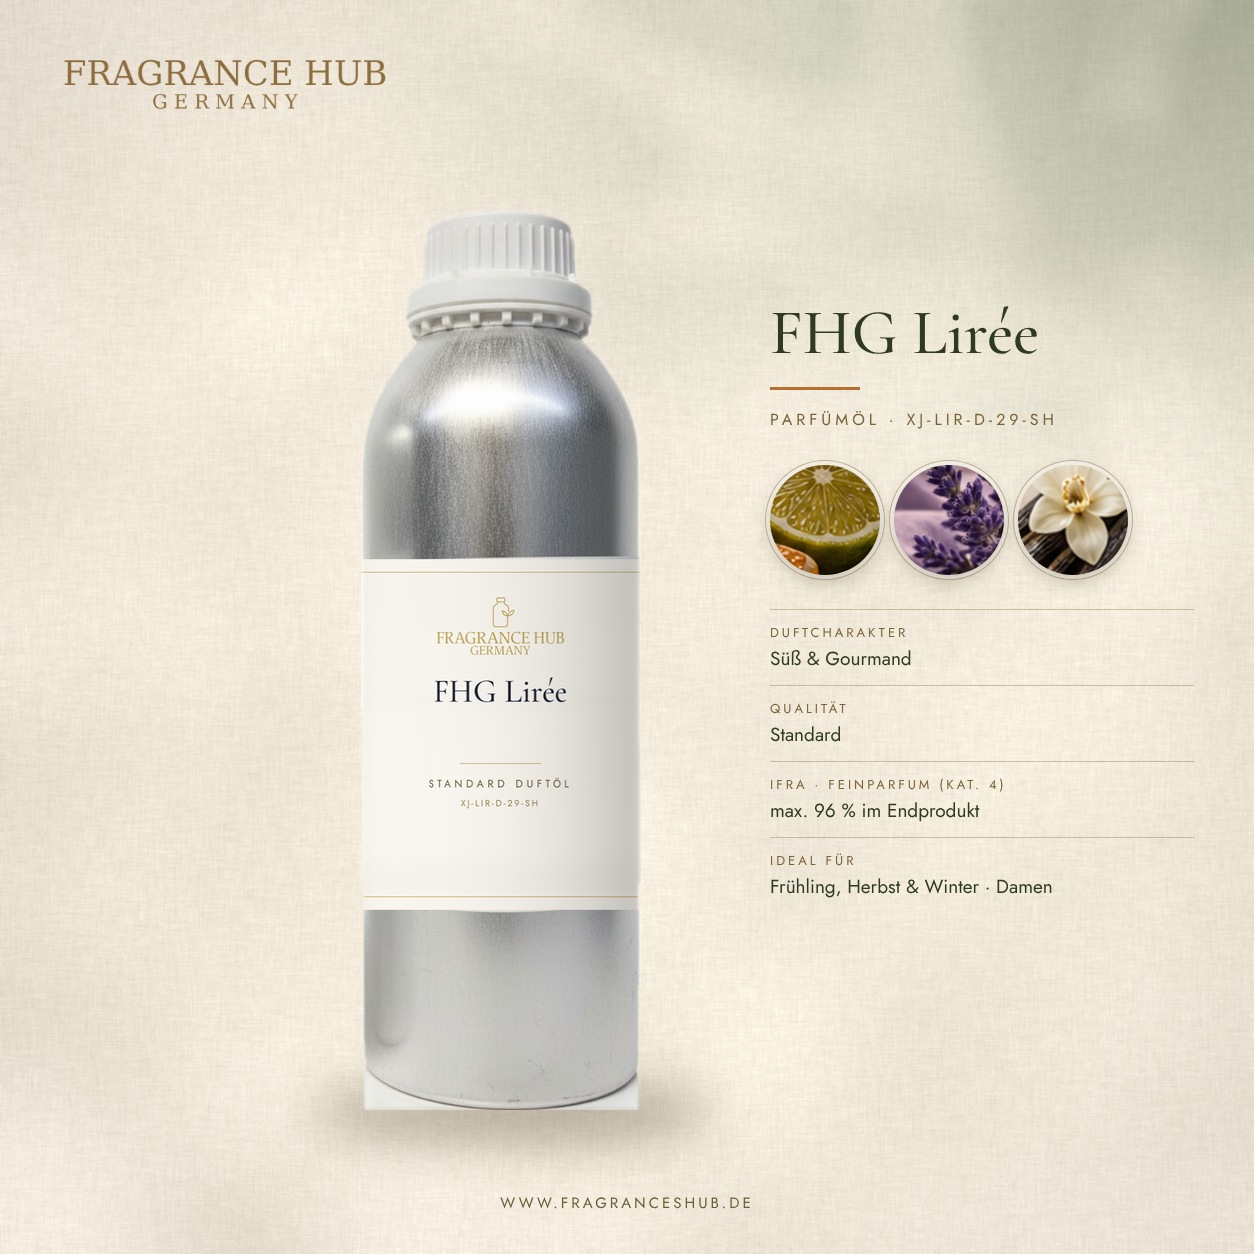 FRAGRANCE HUB
GERMANY
FHG Lirée
PARFÜMÖL · XJ-LIR-D-29-SH
DUFTCHARAKTER
Süß & Gourmand
QUALITÄT
Standard
IFRA · FEINPARFUM (KAT. 4)
max. 96 % im Endprodukt
IDEAL FÜR
Frühling, Herbst & Winter · Damen
FRAGRANCE HUB
GERMANY
FHG Lirée
STANDARD DUFTÖL
XJ-LIR-D-29-SH
WWW.FRAGRANCESHUB.DE